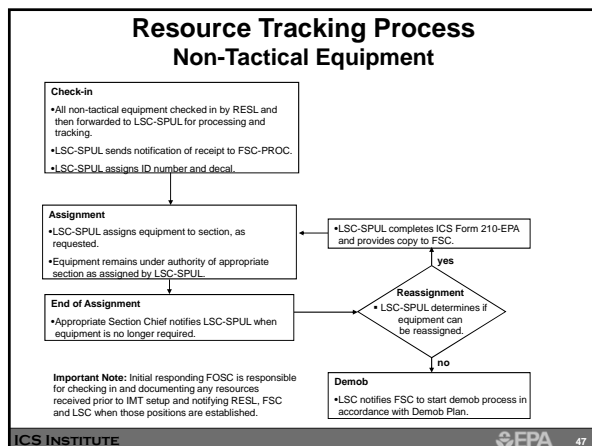 Resource Tracking Process
Non-Tactical Equipment
Check-in
•All non-tactical equipment checked in by RESL and
then forwarded to LSC-SPUL for processing and
tracking.
•LSC-SPUL sends notification of receipt to FSC-PROC.
•LSC-SPUL assigns ID number and decal.
Assignment
•LSC-SPUL assigns equipment to section, as
requested.
•Equipment remains under authority of appropriate
section as assigned by LSC-SPUL.
•LSC-SPUL completes ICS Form 210-EPA
and provides copy to FSC.
yes
End of Assignment
•Appropriate Section Chief notifies LSC-SPUL when
equipment is no longer required.
Reassignment
• LSC-SPUL determines if
equipment can
be reassigned.
no
Important Note: Initial responding FOSC is responsible
for checking in and documenting any resources
received prior to IMT setup and notifying RESL, FSC
and LSC when those positions are established.
Demob
•LSC notifies FSC to start demob process in
accordance with Demob Plan.
ICS INSTITUTE
EPA
47